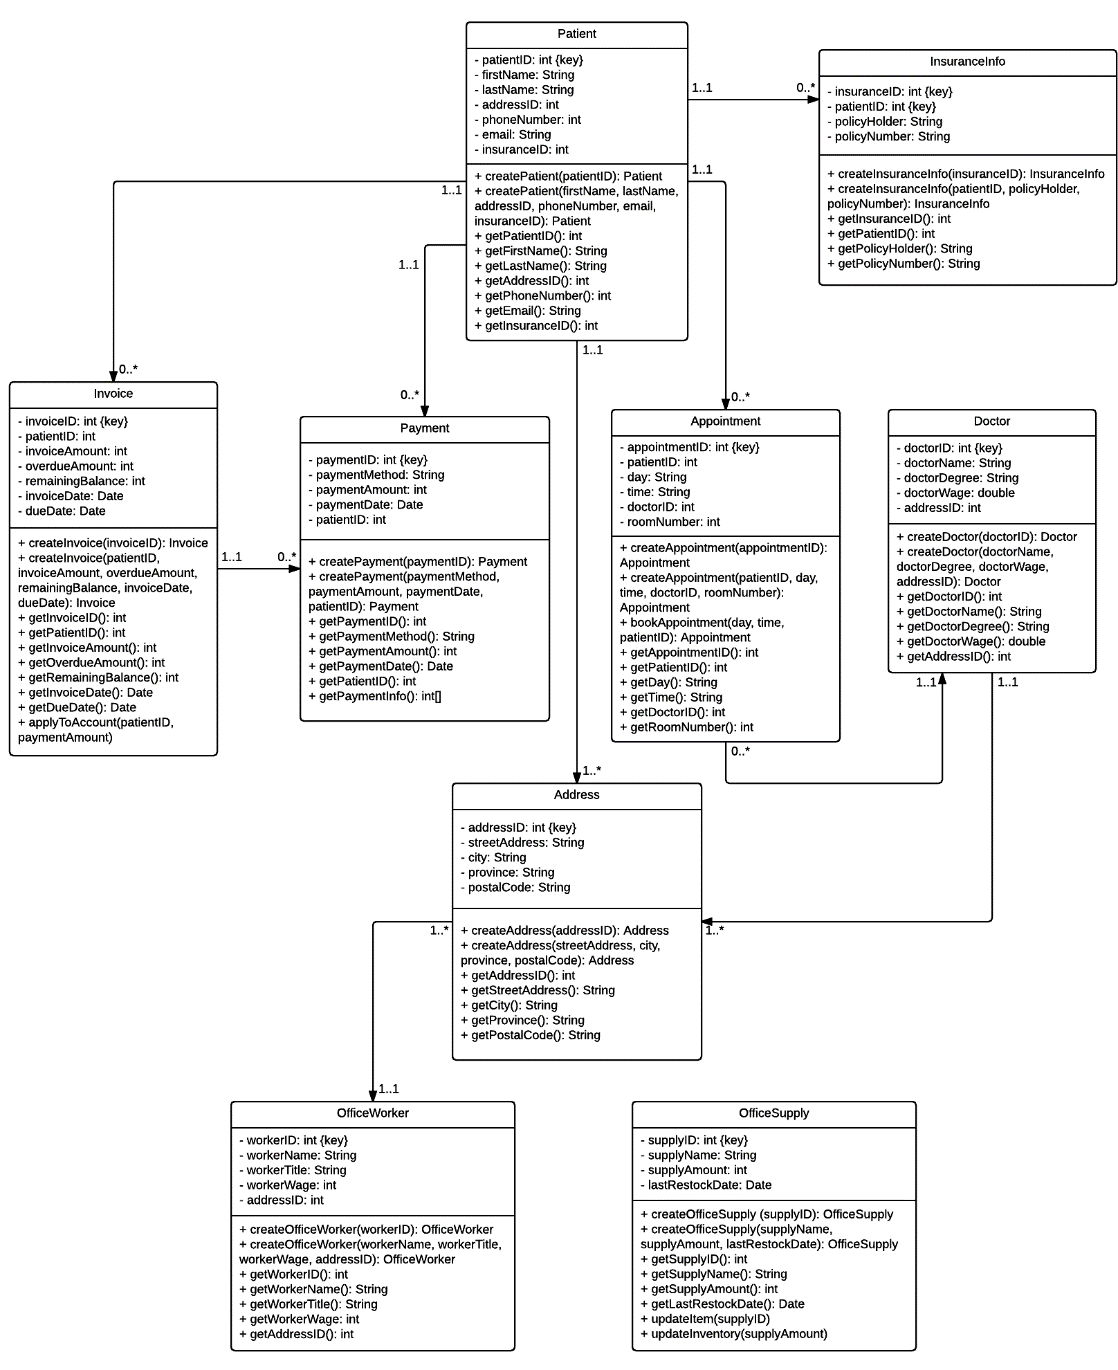 Patient
- patientID: int {key}
- firstName: String
- lastName: String
- addressID: int
- phoneNumber: int
- email: String
- insuranceID: int
+ createPatient(patientID): Patient
+ createPatient(firstName, lastName,
addressID, phoneNumber, email,
insuranceID): Patient
+ getPatientID(): int
+ getFirstName(): String
+ getLastName(): String
+ getAddressID(): int
+ getPhoneNumber(): int
+ getEmail(): String
+ getInsuranceID(): int
1..1
0..*
InsuranceInfo
- insuranceID: int {key}
- patientID: int {key}
- policyHolder: String
- policyNumber: String
+ createInsuranceInfo(insuranceID): InsuranceInfo
+ createInsuranceInfo(patientID, policyHolder,
policyNumber): InsuranceInfo
+ getInsuranceID(): int
+ getPatientID(): int
+ getPolicyHolder(): String
+ getPolicyNumber(): String
1..1
1..1
1..1
1..1
0..*
0..*
0..*
Invoice
- invoiceID: int {key}
- patientID: int
- invoiceAmount: int
- overdueAmount: int
- remainingBalance: int
- invoiceDate: Date
- dueDate: Date
+ createInvoice(invoiceID): Invoice
+ createInvoice(patientID,
invoiceAmount, overdueAmount,
remainingBalance, invoiceDate,
dueDate): Invoice
+ getInvoiceID(): int
+ getPatientID(): int
+ getInvoiceAmount(): int
+ getOverdueAmount(): int
+ getRemainingBalance(): int
+ getInvoiceDate(): Date
+ getDueDate(): Date
+ applyToAccount(patientID,
paymentAmount)
1..1
0..*
Payment
- paymentID: int {key}
- paymentMethod: String
- paymentAmount: int
- paymentDate: Date
- patientID: int
+ createPayment(paymentID): Payment
+ createPayment(paymentMethod,
paymentAmount, paymentDate,
patientID): Payment
+ getPaymentID(): int
+ getPaymentMethod(): String
+ getPaymentAmount(): int
+ getPaymentDate(): Date
+ getPatientID(): int
+ getPaymentInfo(): int[]
Appointment
- appointmentID: int {key}
- patientID: int
- day: String
- time: String
- doctorID: int
- roomNumber: int
+ createAppointment(appointmentID):
Appointment
+ createAppointment(patientID, day,
time, doctorID, roomNumber):
Appointment
+ bookAppointment(day, time,
patientID): Appointment
+ getAppointmentID(): int
+ getPatientID(): int
+ getDay(): String
+ getTime(): String
+ getDoctorID(): int
+ getRoomNumber(): int
Doctor
- doctorID: int {key}
- doctorName: String
- doctorDegree: String
- doctorWage: double
- addressID: int
+ createDoctor(doctorID): Doctor
+ createDoctor(doctorName,
doctorDegree, doctorWage,
addressID): Doctor
+ getDoctorID(): int
+ getDoctorName(): String
+ getDoctorDegree(): String
+ getDoctorWage(): double
+ getAddressID(): int
1..1
1..1
0..*
1..*
Address
- addressID: int {key}
- streetAddress: String
- city: String
- province: String
- postalCode: String
+ createAddress(addressID): Address
+ createAddress(streetAddress, city,
province, postalCode): Address
+ getAddressID(): int
+ getStreetAddress(): String
+ getCity(): String
+ getProvince(): String
+ getPostalCode(): String
1..*
1..*
1..1
OfficeWorker
- workerID: int {key}
- workerName: String
- workerTitle: String
- workerWage: int
- addressID: int
+ createOfficeWorker(workerID): OfficeWorker
+ createOfficeWorker(workerName, workerTitle,
workerWage, addressID): OfficeWorker
+ getWorkerID(): int
+ getWorkerName(): String
+ getWorkerTitle(): String
+ getWorkerWage: int
+ getAddressID(): int
OfficeSupply
- supplyID: int {key}
- supplyName: String
- supplyAmount: int
- lastRestockDate: Date
+ createOfficeSupply (supplyID): OfficeSupply
+ createOfficeSupply(supplyName,
supplyAmount, lastRestockDate): OfficeSupply
+ getSupplyID(): int
+ getSupplyName(): String
+ getSupplyAmount(): int
+ getLastRestockDate(): Date
+ updateItem(supplyID)
+ updateInventory(supplyAmount)